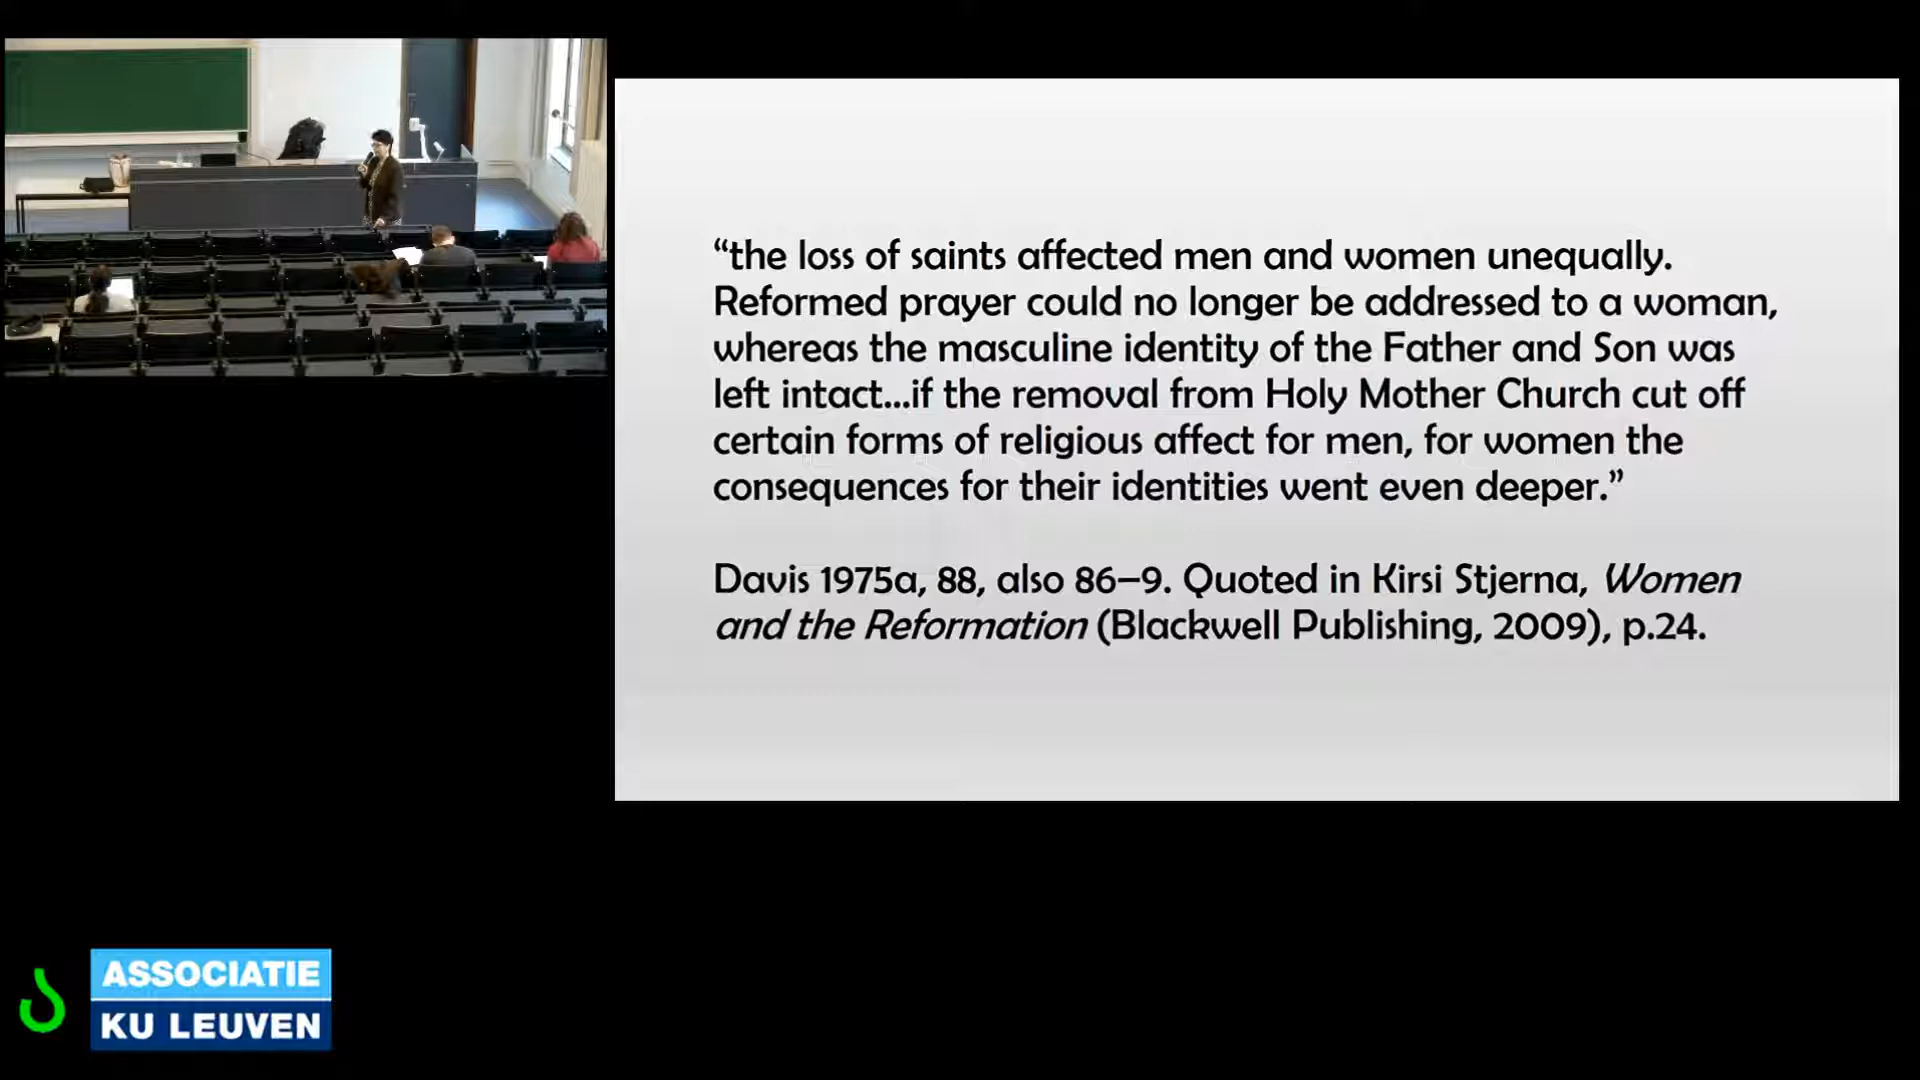 “the loss of saints affected men and women unequally.
Reformed prayer could no longer be addressed to a woman,
whereas the masculine identity of the Father and Son was
left intact...if the removal from Holy Mother Church cut off
certain forms of religious affect for men, for women the
consequences for their identities went even deeper.”
Davis 1975a, 88, also 86–9. Quoted in Kirsi Stjerna, Women
and the Reformation (Blackwell Publishing, 2009), p.24.
ASSOCIATIE
KU LEUVEN